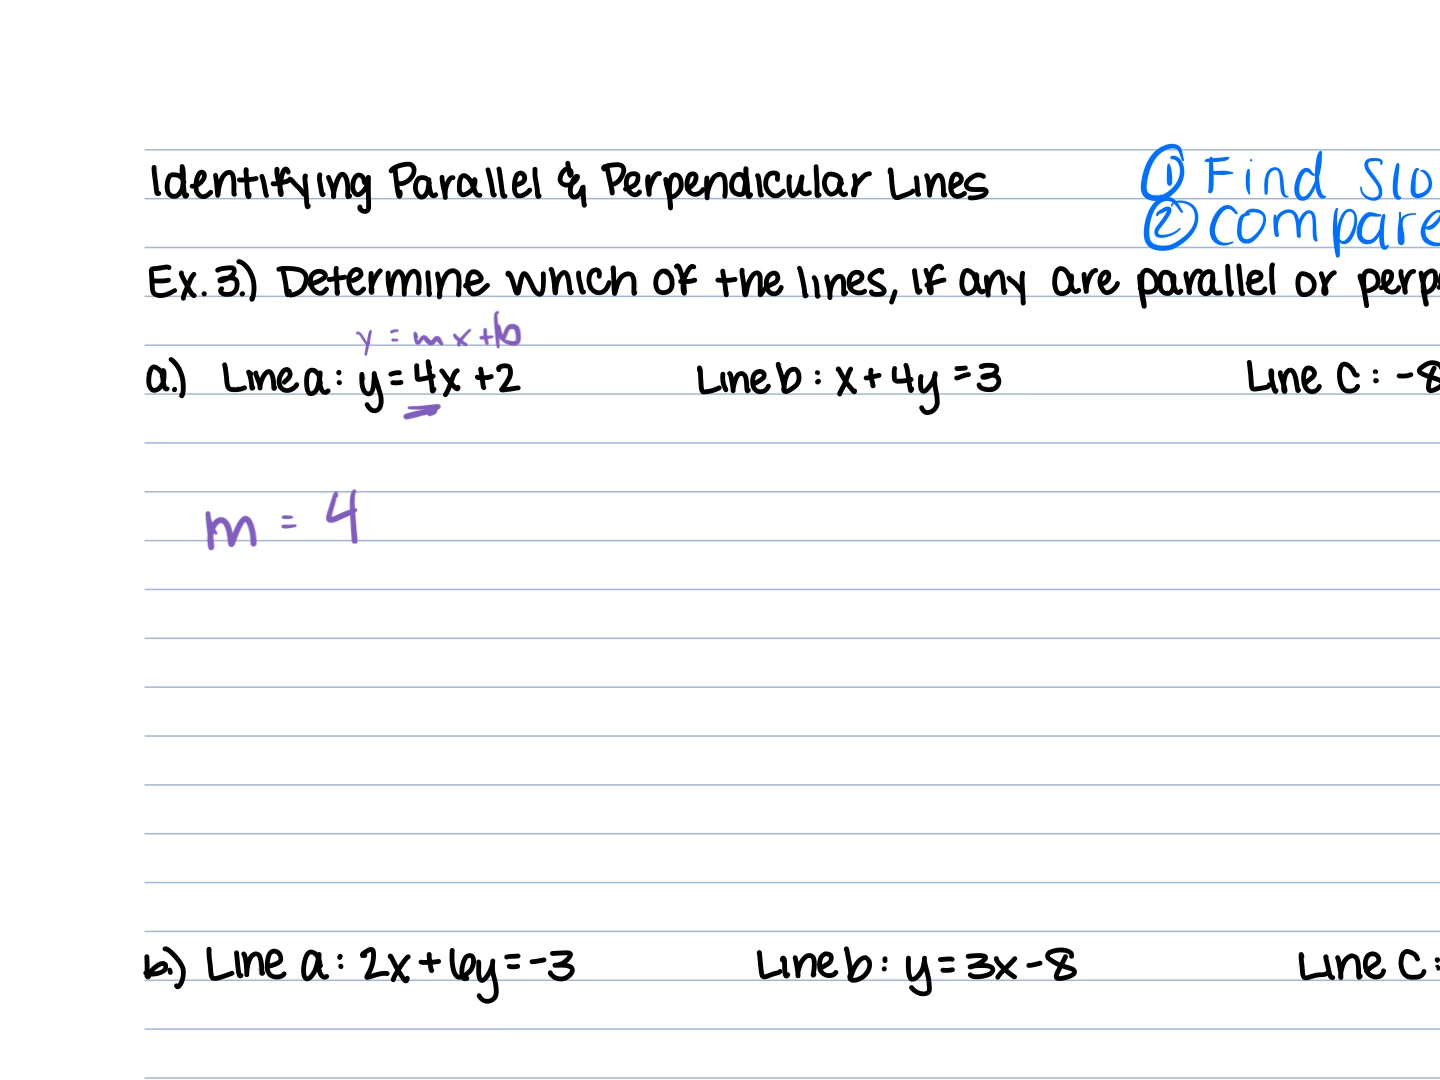 Identifying Parallel & Perpendicular Lines
① Find Slo
② Compare
Ex. 3.) Determine which of the lines, if any are parallel or perp
y = mx+b
a.) Line a: y=4x+2 Line b: x+4y=3 Line c: -8
m = 4
b.) Line a: 2x+6y=-3 Line b: y=3x-8 Line c: